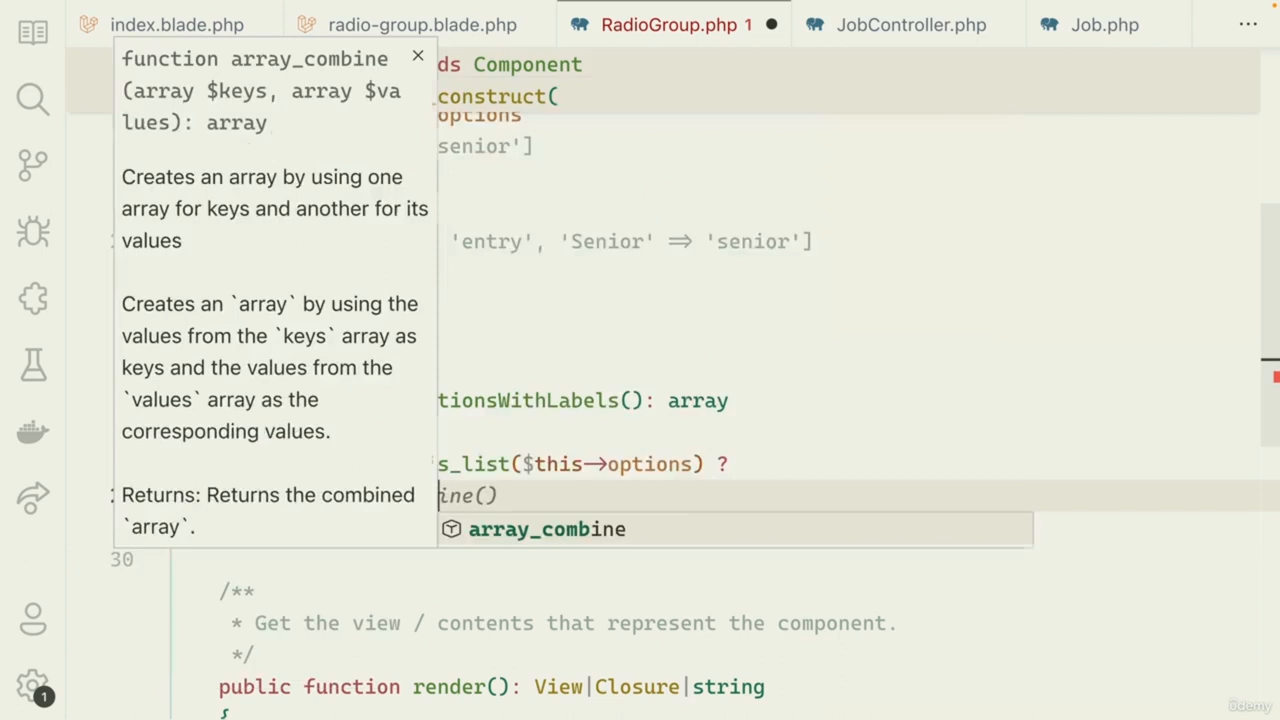 index.blade.php
radio-group.blade.php
RadioGroup.php 1
JobController.php
Job.php
function array_combine
(array $keys, array $va
lues): array
Creates an array by using one
array for keys and another for its
values
Creates an `array` by using the
values from the `keys` array as
keys and the values from the
`values` array as the
corresponding values.
Returns: Returns the combined
`array`.
ds Component
_construct(
options
senior']
'entry', 'Senior' => 'senior']
tionsWithLabels(): array
s_list($this->options) ?
ine()
array_combine
30
/**
* Get the view / contents that represent the component.
*/
public function render(): View|Closure|string
{
1
ûdemy